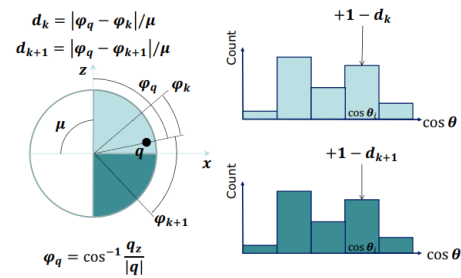 d_k = |φ_q − φ_k|/μ
d_{k+1} = |φ_q − φ_{k+1}|/μ
z
φ_q
φ_k
μ
q
x
φ_{k+1}
φ_q = cos⁻¹ q_z/|q|
+1 − d_k
Count
cos θ_i
cos θ
+1 − d_{k+1}
Count
cos θ_i
cos θ